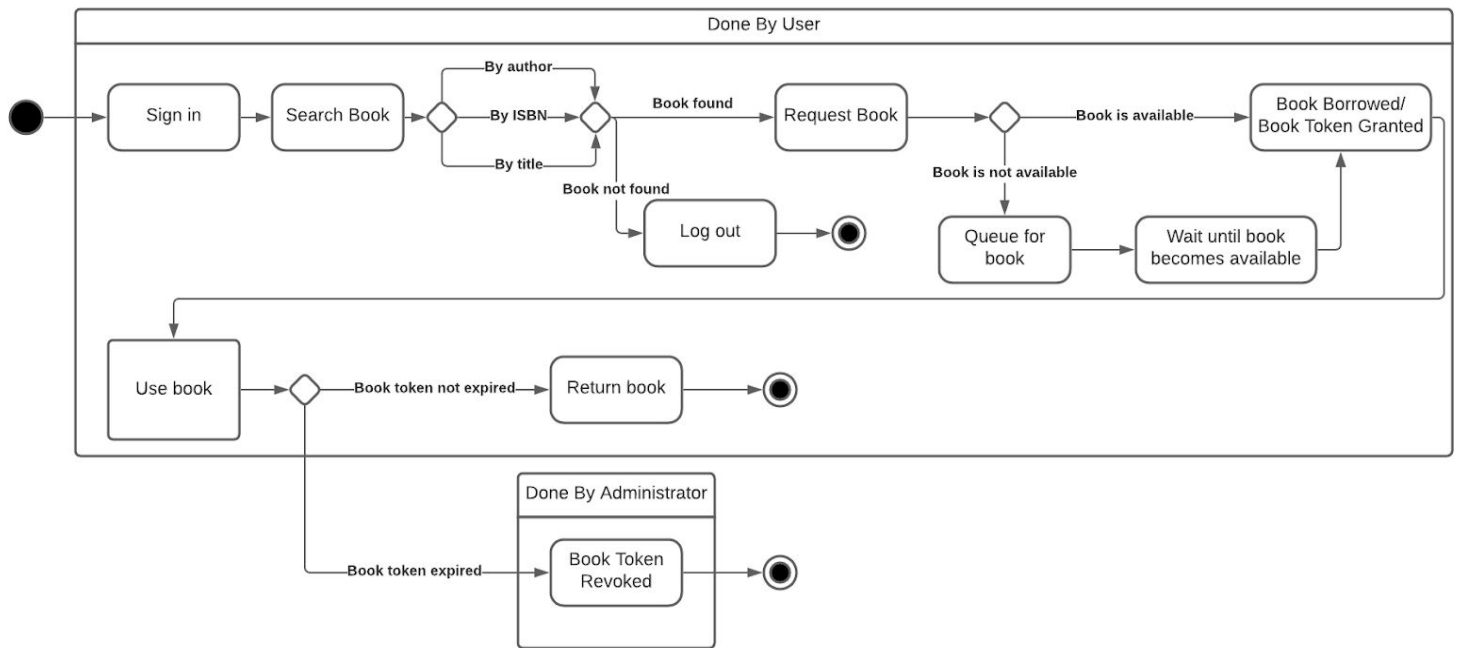 Done By User
By author
Sign in
Search Book
By ISBN
By title
Book found
Book not found
Request Book
Book is available
Book Borrowed/
Book Token Granted
Book is not available
Log out
Queue for
book
Wait until book
becomes available
Use book
Book token not expired
Return book
Done By Administrator
Book token expired
Book Token
Revoked